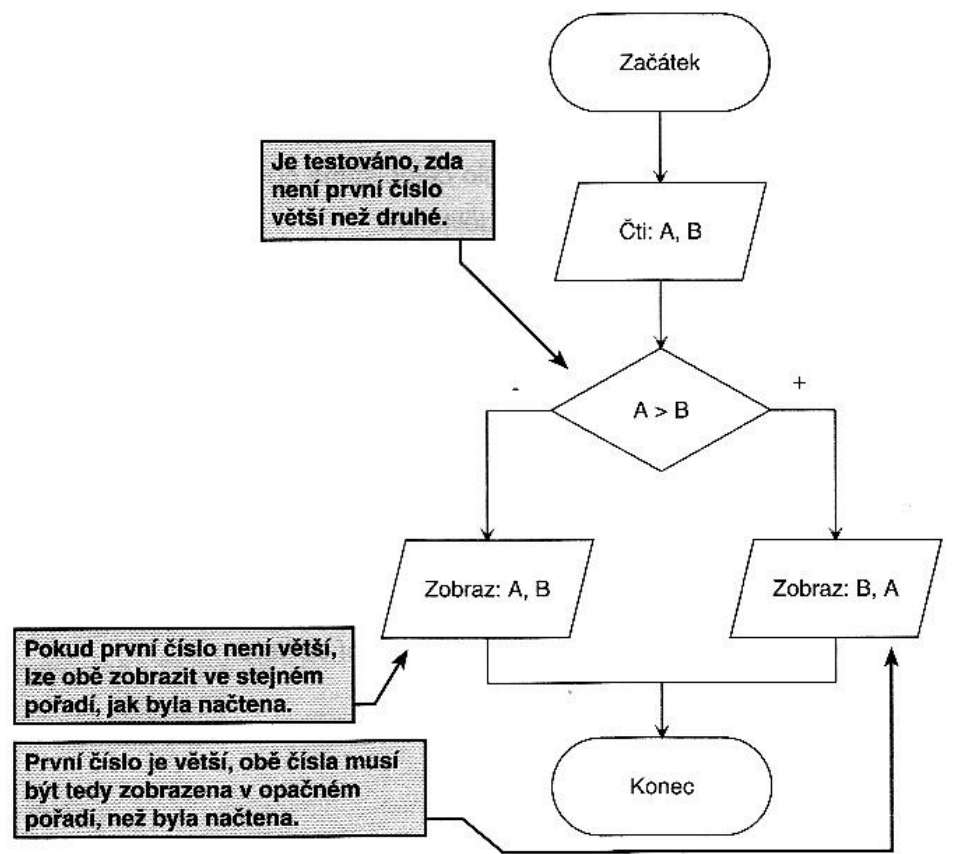 Začátek
Je testováno, zda
není první číslo
větší než druhé.
Čti: A, B
A > B
-
+
Zobraz: A, B
Zobraz: B, A
Pokud první číslo není větší,
lze obě zobrazit ve stejném
pořadí, jak byla načtena.
První číslo je větší, obě čísla musí
být tedy zobrazena v opačném
pořadí, než byla načtena.
Konec